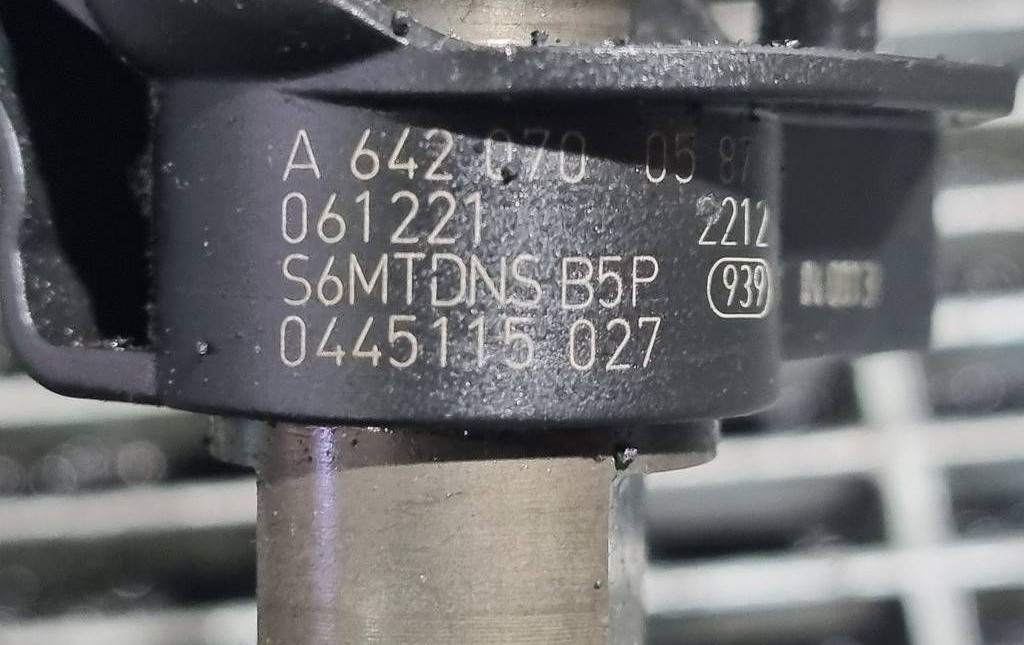 A 642 070 05 87
061221 2212
S6MTDNS B5P 939
0445115 027